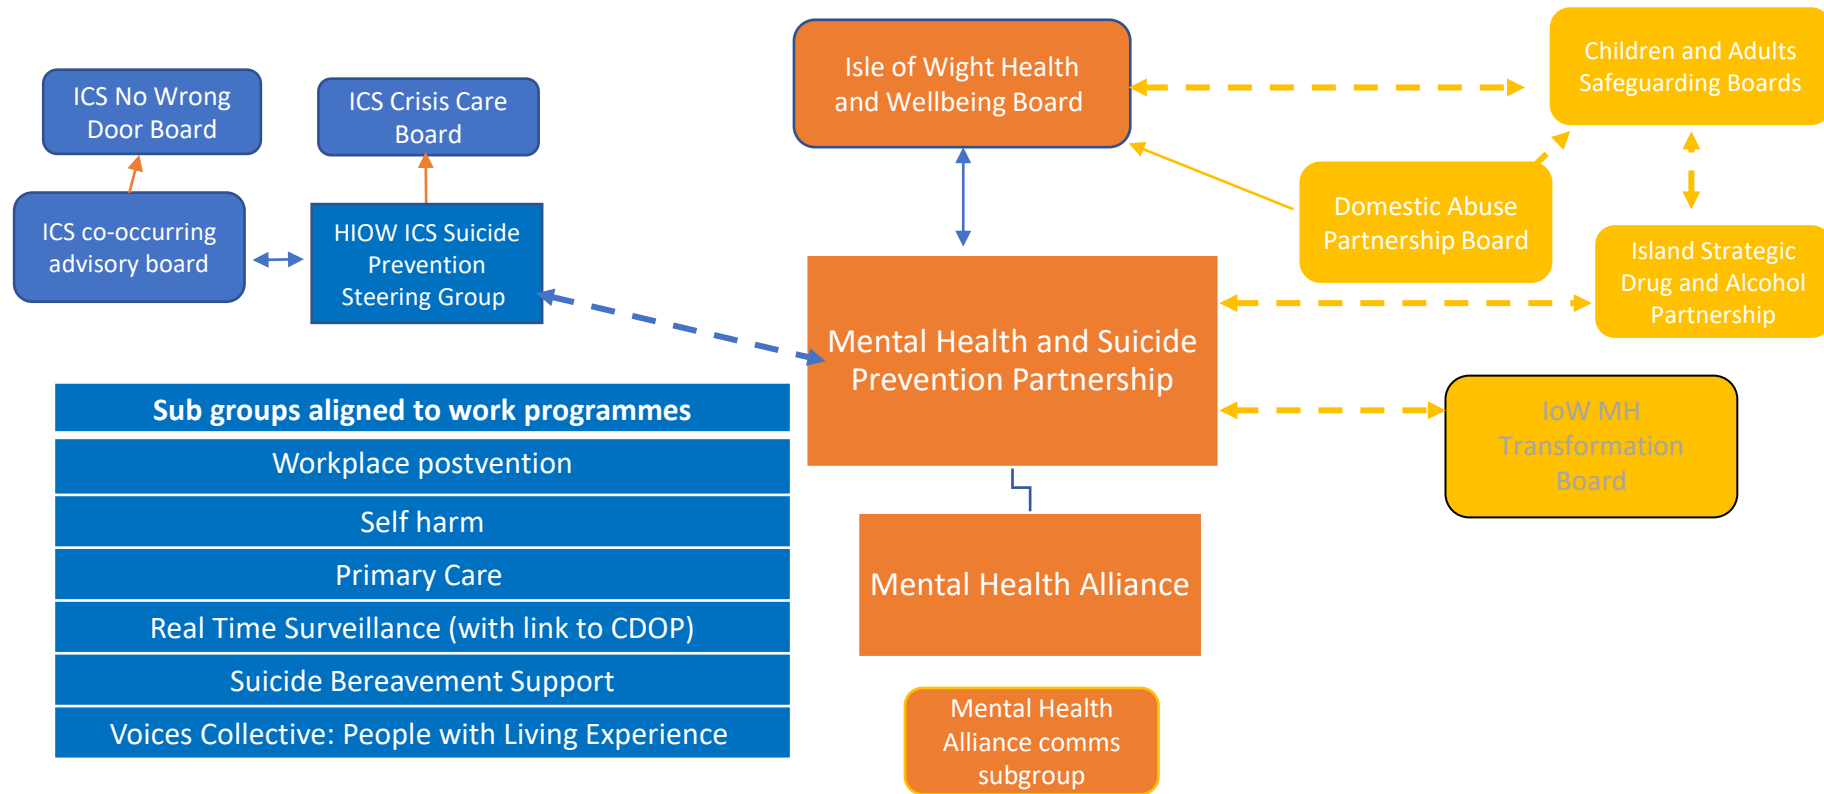 ICS No Wrong
Door Board
ICS Crisis Care
Board
ICS co-occurring
advisory board
HIOW ICS Suicide
Prevention
Steering Group
Isle of Wight Health
and Wellbeing Board
Children and Adults
Safeguarding Boards
Domestic Abuse
Partnership Board
Island Strategic
Drug and Alcohol
Partnership
Mental Health and Suicide
Prevention Partnership
IoW MH
Transformation
Board
Sub groups aligned to work programmes
Workplace postvention
Self harm
Primary Care
Real Time Surveillance (with link to CDOP)
Suicide Bereavement Support
Voices Collective: People with Living Experience
Mental Health Alliance
Mental Health
Alliance comms
subgroup